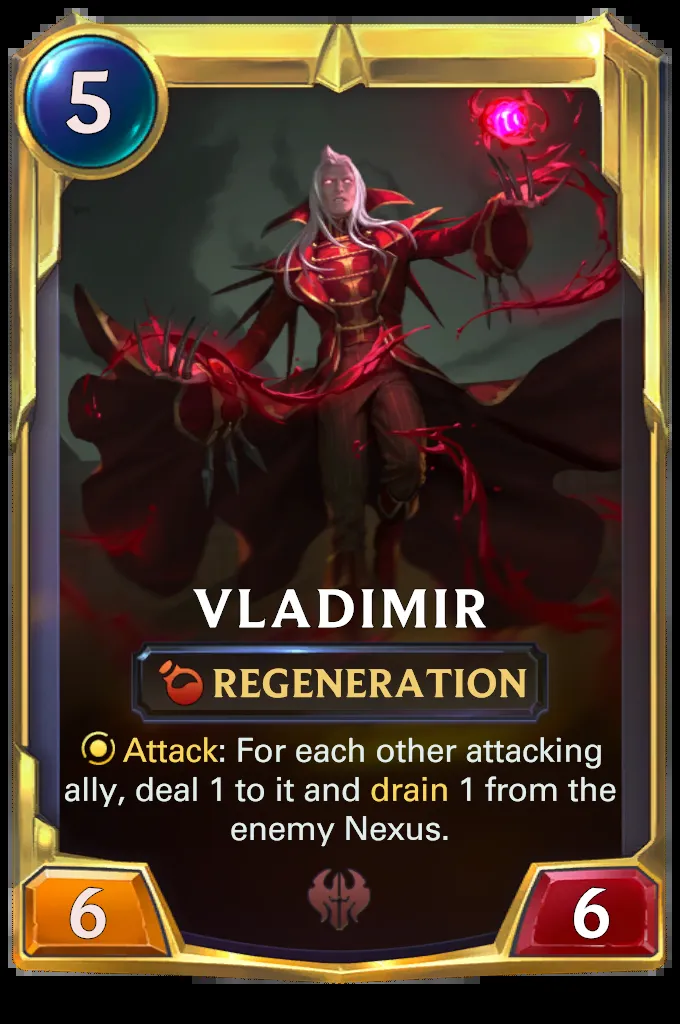 5
VLADIMIR
REGENERATION
Attack: For each other attacking
ally, deal 1 to it and drain 1 from the
enemy Nexus.
6
6